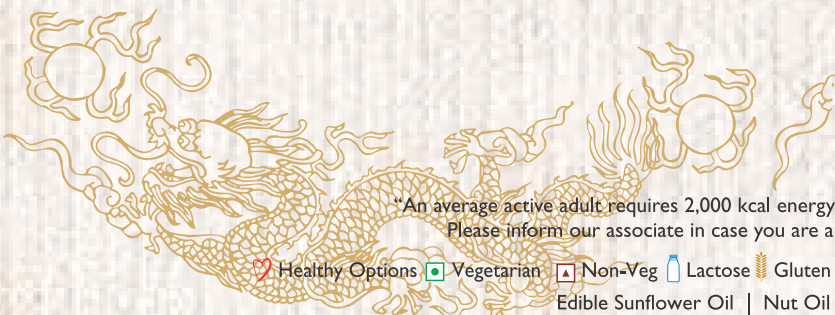 “An average active adult requires 2,000 kcal energy
Please inform our associate in case you are a
Healthy Options Vegetarian Non-Veg Lactose Gluten
Edible Sunflower Oil | Nut Oil